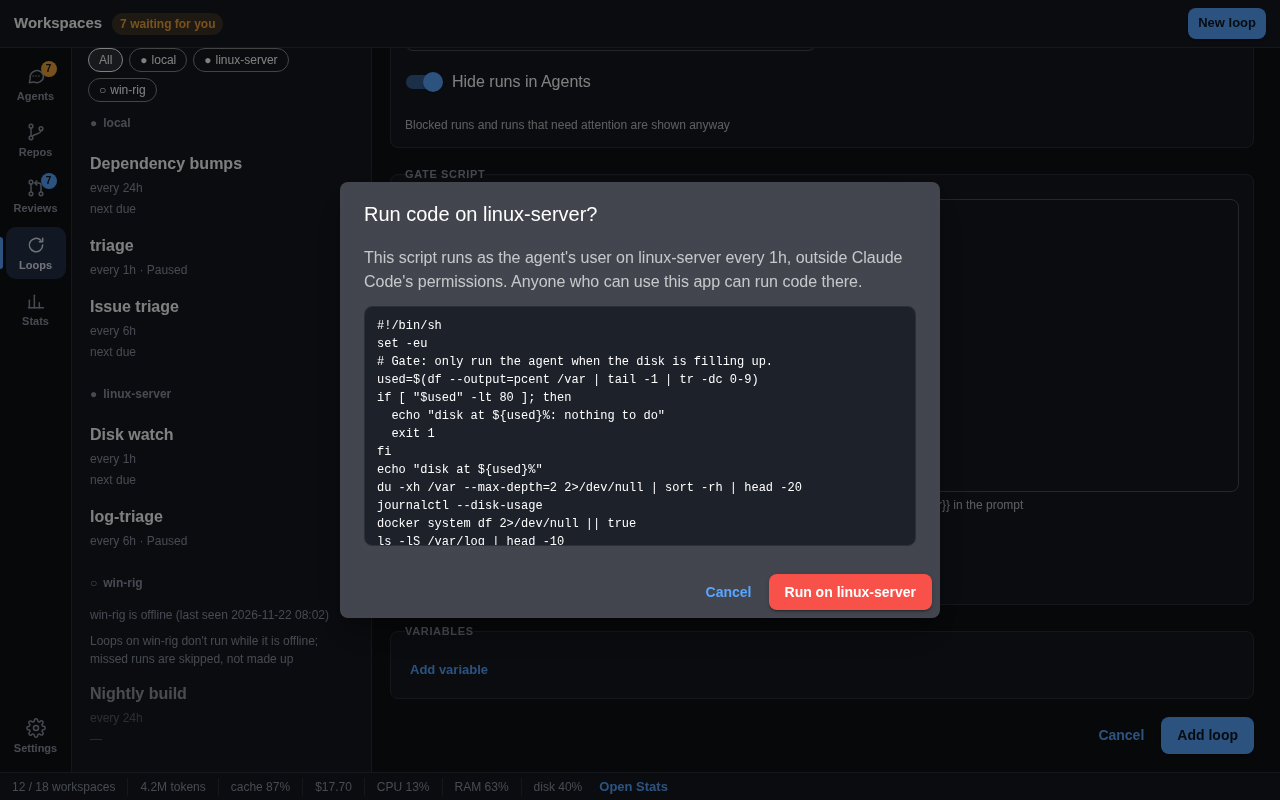 Workspaces
7 waiting for you
New loop
7
Agents
Repos
7
Reviews
Loops
Stats
Settings
All
● local
● linux-server
○ win-rig
● local
Dependency bumps
every 24h
next due
triage
every 1h · Paused
Issue triage
every 6h
next due
● linux-server
Disk watch
every 1h
next due
log-triage
every 6h · Paused
○ win-rig
win-rig is offline (last seen 2026-11-22 08:02)
Loops on win-rig don't run while it is offline;
missed runs are skipped, not made up
Nightly build
every 24h
—
Hide runs in Agents
Blocked runs and runs that need attention are shown anyway
GATE SCRIPT
}} in the prompt
Run code on linux-server?
This script runs as the agent's user on linux-server every 1h, outside Claude
Code's permissions. Anyone who can use this app can run code there.
#!/bin/sh
set -eu
# Gate: only run the agent when the disk is filling up.
used=$(df --output=pcent /var | tail -1 | tr -dc 0-9)
if [ "$used" -lt 80 ]; then
  echo "disk at ${used}%: nothing to do"
  exit 1
fi
echo "disk at ${used}%"
du -xh /var --max-depth=2 2>/dev/null | sort -rh | head -20
journalctl --disk-usage
docker system df 2>/dev/null || true
ls -lS /var/log | head -10
Cancel
Run on linux-server
VARIABLES
Add variable
Cancel
Add loop
12 / 18 workspaces
4.2M tokens
cache 87%
$17.70
CPU 13%
RAM 63%
disk 40%
Open Stats